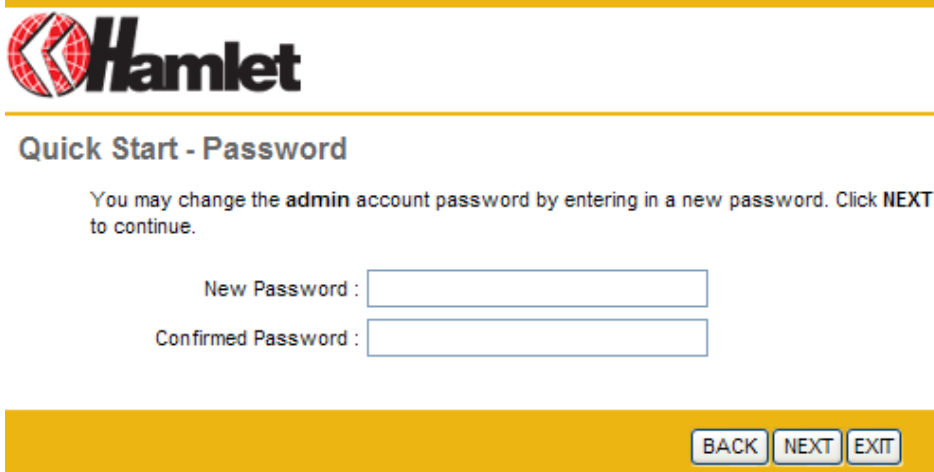 Hamlet
Quick Start - Password
You may change the admin account password by entering in a new password. Click NEXT
to continue.
New Password :
Confirmed Password :
BACK NEXT EXIT